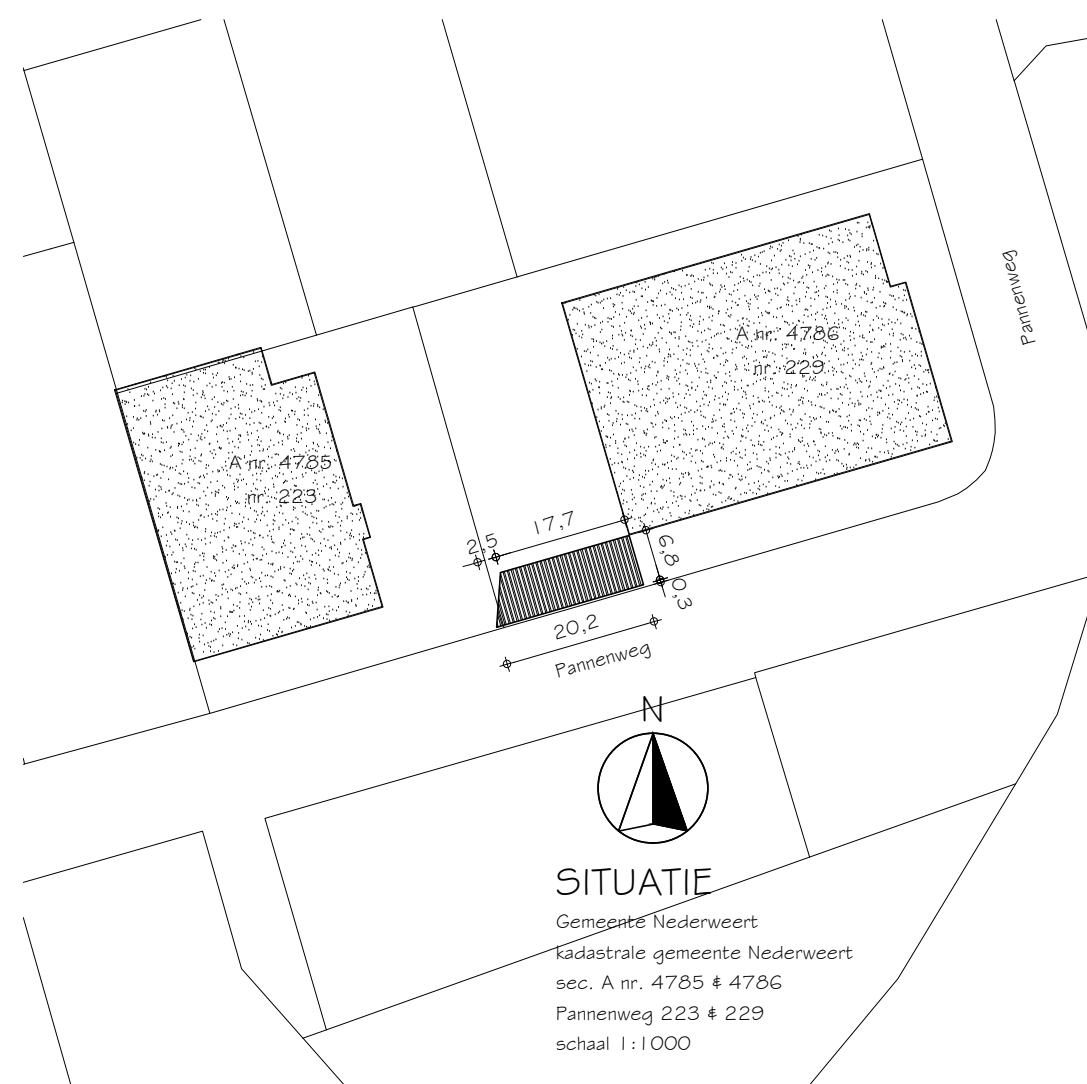 Pannenweg
A nr. 4786
nr. 229
A nr. 4785
nr. 223
2,5
17,7
6,8
0,3
20,2
Pannenweg
N
SITUATIE
Gemeente Nederweert
kadastrale gemeente Nederweert
sec. A nr. 4785 & 4786
Pannenweg 223 & 229
schaal 1:1000